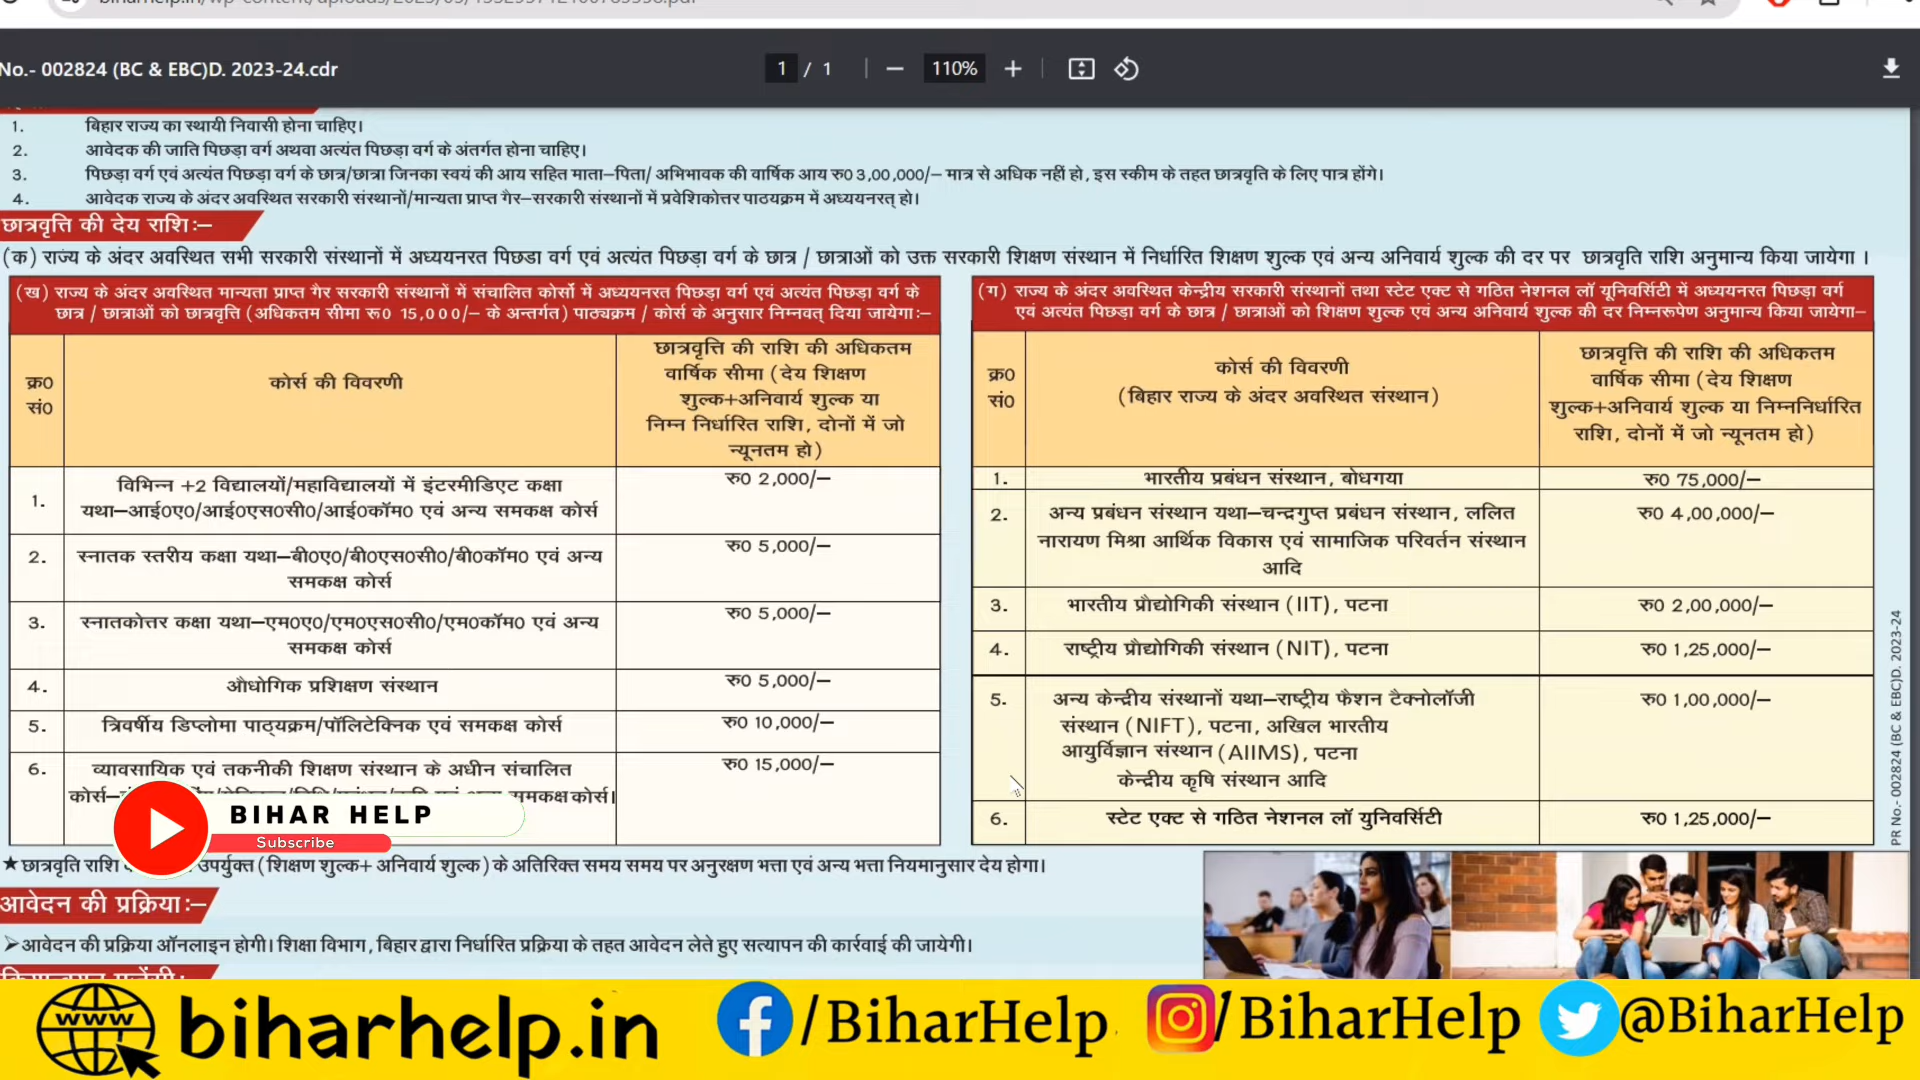 No.- 002824 (BC & EBC)D. 2023-24.cdr
1 / 1
110%
1. बिहार राज्य का स्थायी निवासी होना चाहिए।
2. आवेदक की जाति पिछड़ा वर्ग अथवा अत्यंत पिछड़ा वर्ग के अंतर्गत होना चाहिए।
3. पिछड़ा वर्ग एवं अत्यंत पिछड़ा वर्ग के छात्र/छात्रा जिनका स्वयं की आय सहित माता–पिता/ अभिभावक की वार्षिक आय रु0 3,00,000/– मात्र से अधिक नहीं हो, इस स्कीम के तहत छात्रवृति के लिए पात्र होंगे।
4. आवेदक राज्य के अंदर अवस्थित सरकारी संस्थानों/मान्यता प्राप्त गैर–सरकारी संस्थानों में प्रवेशिकोत्तर पाठयक्रम में अध्ययनरत् हो।
छात्रवृत्ति की देय राशिः–
(क) राज्य के अंदर अवस्थित सभी सरकारी संस्थानों में अध्ययनरत पिछडा वर्ग एवं अत्यंत पिछड़ा वर्ग के छात्र / छात्राओं को उक्त सरकारी शिक्षण संस्थान में निर्धारित शिक्षण शुल्क एवं अन्य अनिवार्य शुल्क की दर पर छात्रवृति राशि अनुमान्य किया जायेगा ।
(ख) राज्य के अंदर अवस्थित मान्यता प्राप्त गैर सरकारी संस्थानों में संचालित कोर्सो में अध्ययनरत पिछड़ा वर्ग एवं अत्यंत पिछड़ा वर्ग के
छात्र / छात्राओं को छात्रवृत्ति (अधिकतम सीमा रू0 15,000/– के अन्तर्गत) पाठ्यक्रम / कोर्स के अनुसार निम्नवत् दिया जायेगा:–
क्र0
सं0
कोर्स की विवरणी
छात्रवृत्ति की राशि की अधिकतम
वार्षिक सीमा (देय शिक्षण
शुल्क+अनिवार्य शुल्क या
निम्न निर्धारित राशि, दोनों में जो
न्यूनतम हो)
1. विभिन्न +2 विद्यालयों/महाविद्यालयों में इंटरमीडिएट कक्षा
यथा–आई0ए0/आई0एस0सी0/आई0कॉम0 एवं अन्य समकक्ष कोर्स
रु0 2,000/–
2. स्नातक स्तरीय कक्षा यथा–बी0ए0/बी0एस0सी0/बी0कॉम0 एवं अन्य
समकक्ष कोर्स
रु0 5,000/–
3. स्नातकोत्तर कक्षा यथा–एम0ए0/एम0एस0सी0/एम0कॉम0 एवं अन्य
समकक्ष कोर्स
रु0 5,000/–
4. औधोगिक प्रशिक्षण संस्थान
रु0 5,000/–
5. त्रिवर्षीय डिप्लोमा पाठ्यक्रम/पॉलिटेक्निक एवं समकक्ष कोर्स
रु0 10,000/–
6. व्यावसायिक एवं तकनीकी शिक्षण संस्थान के अधीन संचालित
कोर्स– समकक्ष कोर्स।
रु0 15,000/–
(ग) राज्य के अंदर अवस्थित केन्द्रीय सरकारी संस्थानों तथा स्टेट एक्ट से गठित नेशनल लॉ यूनिवर्सिटी में अध्ययनरत पिछड़ा वर्ग
एवं अत्यंत पिछड़ा वर्ग के छात्र / छात्राओं को शिक्षण शुल्क एवं अन्य अनिवार्य शुल्क की दर निम्नरूपेण अनुमान्य किया जायेगा–
क्र0
सं0
कोर्स की विवरणी
(बिहार राज्य के अंदर अवस्थित संस्थान)
छात्रवृत्ति की राशि की अधिकतम
वार्षिक सीमा (देय शिक्षण
शुल्क+अनिवार्य शुल्क या निम्ननिर्धारित
राशि, दोनों में जो न्यूनतम हो)
1. भारतीय प्रबंधन संस्थान, बोधगया
रु0 75,000/–
2. अन्य प्रबंधन संस्थान यथा–चन्द्रगुप्त प्रबंधन संस्थान, ललित
नारायण मिश्रा आर्थिक विकास एवं सामाजिक परिवर्तन संस्थान
आदि
रु0 4,00,000/–
3. भारतीय प्रौद्योगिकी संस्थान (IIT), पटना
रु0 2,00,000/–
4. राष्ट्रीय प्रौद्योगिकी संस्थान (NIT), पटना
रु0 1,25,000/–
5. अन्य केन्द्रीय संस्थानों यथा–राष्ट्रीय फैशन टैक्नोलॉजी
संस्थान (NIFT), पटना, अखिल भारतीय
आयुर्विज्ञान संस्थान (AIIMS), पटना
केन्द्रीय कृषि संस्थान आदि
रु0 1,00,000/–
6. स्टेट एक्ट से गठित नेशनल लॉ युनिवर्सिटी
रु0 1,25,000/–
PR No.- 002824 (BC & EBC)D. 2023-24
BIHAR HELP
Subscribe
★ छात्रवृति राशि उपर्युक्त (शिक्षण शुल्क+ अनिवार्य शुल्क) के अतिरिक्त समय समय पर अनुरक्षण भत्ता एवं अन्य भत्ता नियमानुसार देय होगा।
आवेदन की प्रक्रियाः–
➢ आवेदन की प्रक्रिया ऑनलाइन होगी। शिक्षा विभाग, बिहार द्वारा निर्धारित प्रक्रिया के तहत आवेदन लेते हुए सत्यापन की कार्रवाई की जायेगी।
www
biharhelp.in
/BiharHelp
/BiharHelp
@BiharHelp